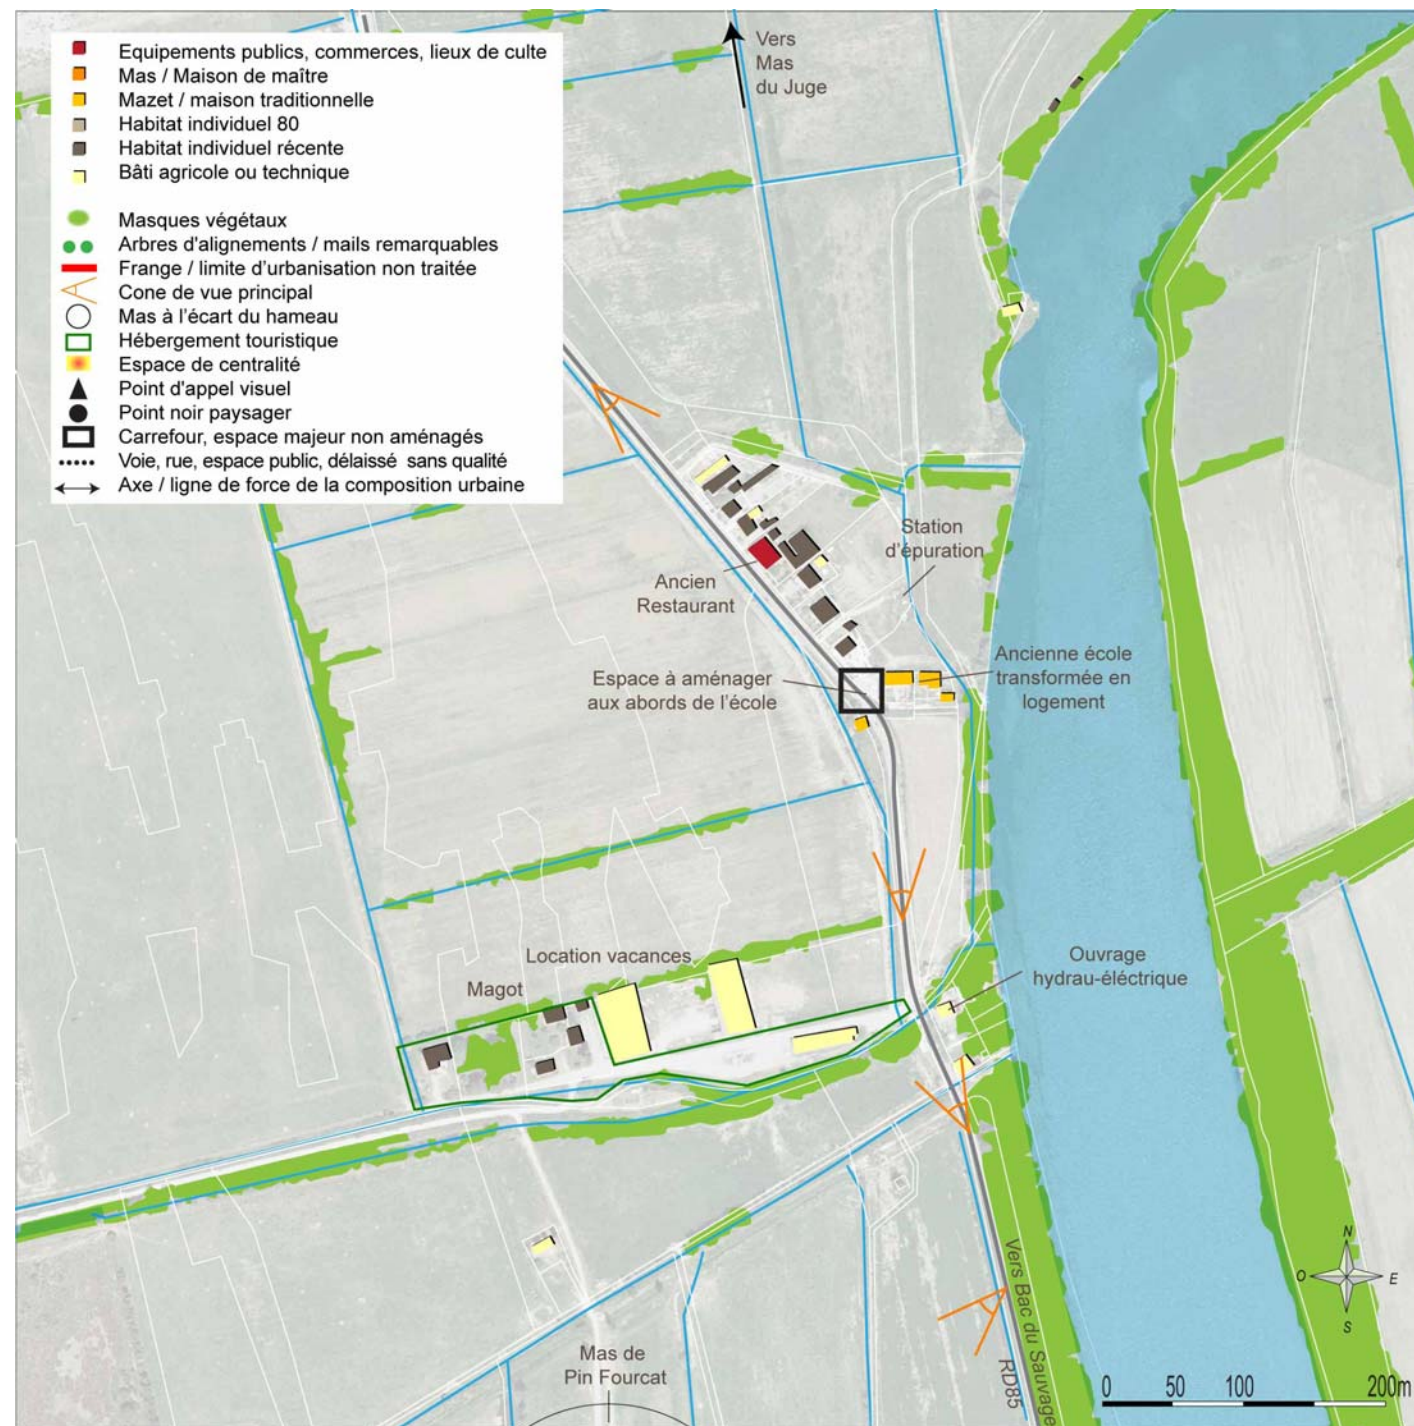 Equipements publics, commerces, lieux de culte
Mas / Maison de maître
Mazet / maison traditionnelle
Habitat individuel 80
Habitat individuel récente
Bâti agricole ou technique
Masques végétaux
Arbres d'alignements / mails remarquables
Frange / limite d'urbanisation non traitée
Cone de vue principal
Mas à l'écart du hameau
Hébergement touristique
Espace de centralité
Point d'appel visuel
Point noir paysager
Carrefour, espace majeur non aménagés
Voie, rue, espace public, délaissé sans qualité
Axe / ligne de force de la composition urbaine
Vers
Mas
du Juge
Station
d'épuration
Ancien
Restaurant
Espace à aménager
aux abords de l'école
Ancienne école
transformée en
logement
Location vacances
Magot
Ouvrage
hydrau-éléctrique
Vers Bac du Sauvage
RD85
Mas de
Pin Fourcat
N
O
E
S
0 50 100 200m